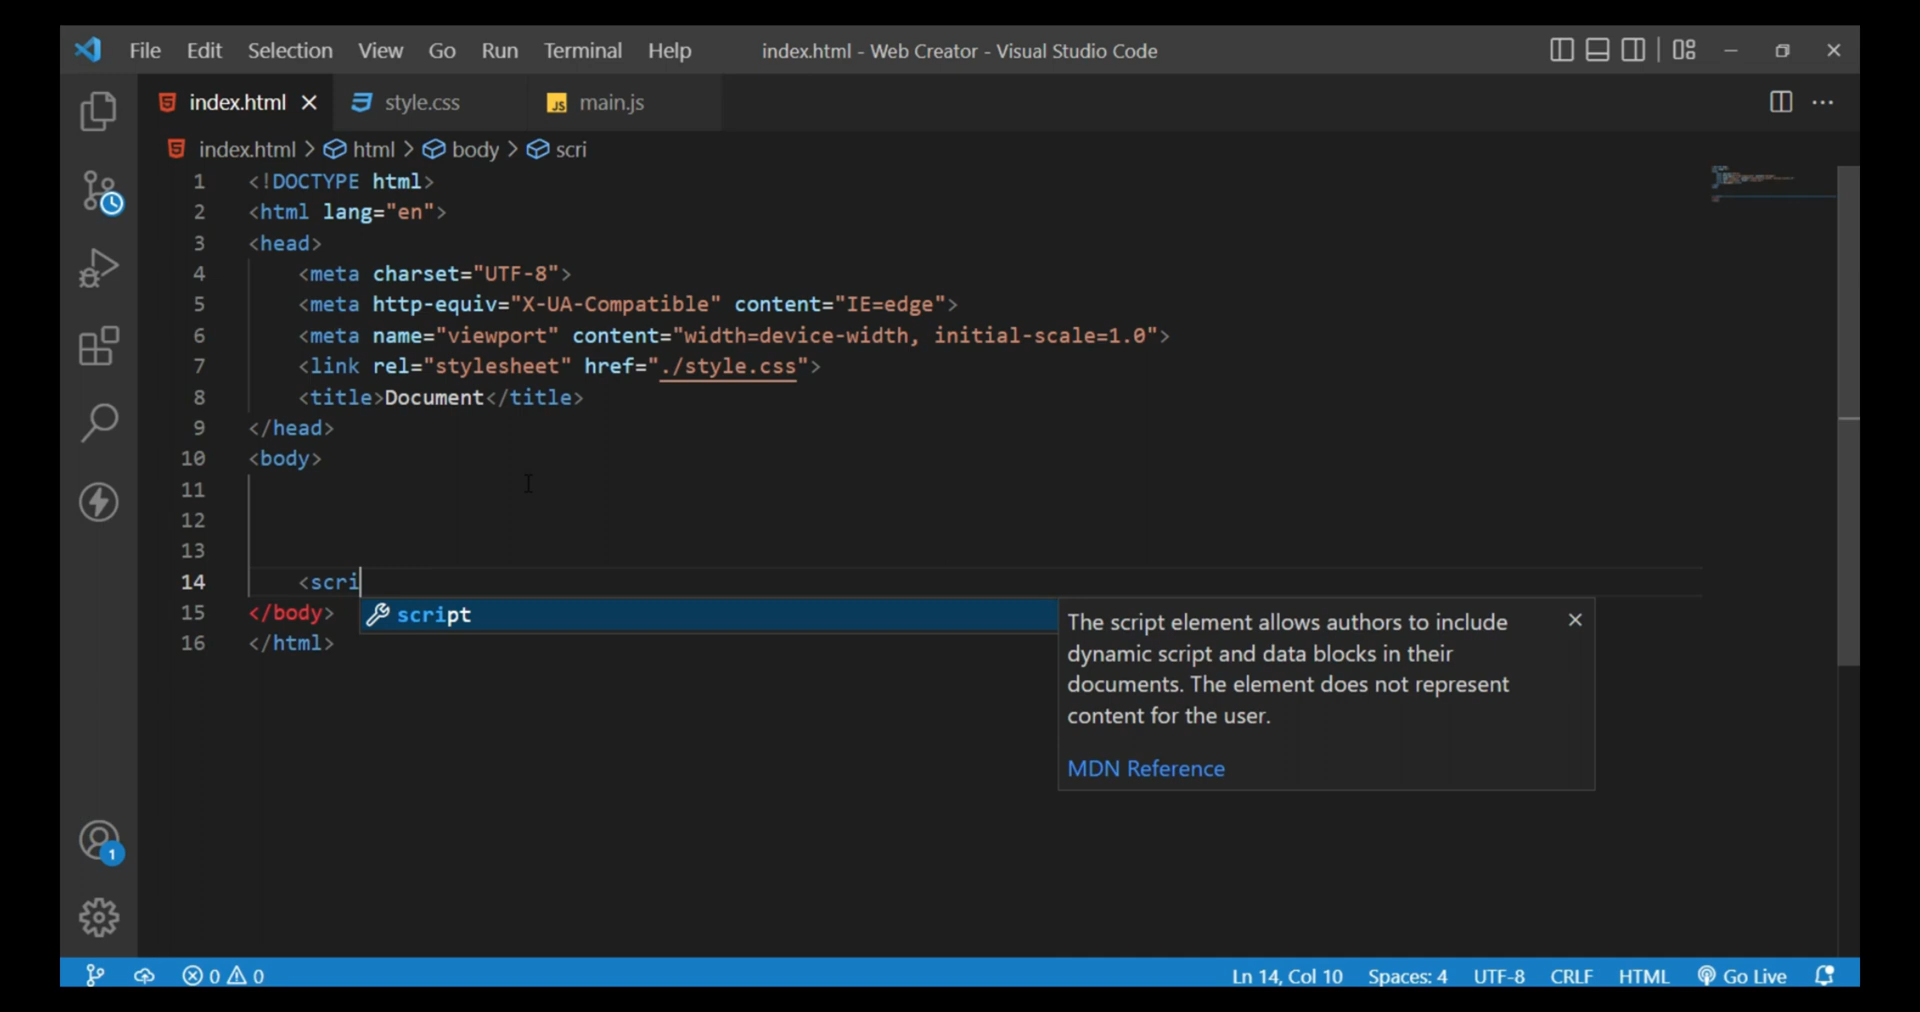 File Edit Selection View Go Run Terminal Help index.html - Web Creator - Visual Studio Code
index.html style.css JS main.js
index.html > html > body > scri
1 <!DOCTYPE html>
2 <html lang="en">
3 <head>
4 <meta charset="UTF-8">
5 <meta http-equiv="X-UA-Compatible" content="IE=edge">
6 <meta name="viewport" content="width=device-width, initial-scale=1.0">
7 <link rel="stylesheet" href="./style.css">
8 <title>Document</title>
9 </head>
10 <body>
11
12
13
14 <scri
15 </body>
16 </html>
script
The script element allows authors to include
dynamic script and data blocks in their
documents. The element does not represent
content for the user.
MDN Reference
1
0 0 Ln 14, Col 10 Spaces: 4 UTF-8 CRLF HTML Go Live